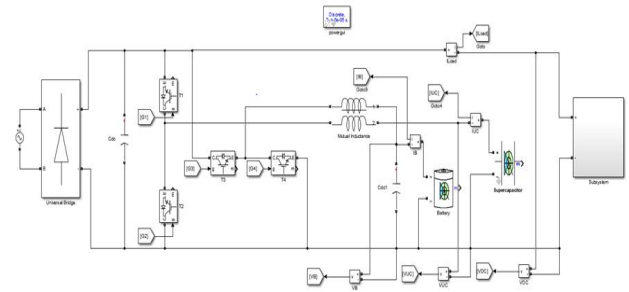 Discrete,
powergui
[ILoad]
Goto
ILoad
[IB]
Goto3
[IUC]
Goto4
IUC
T1
[G1]
Cdc
A
B
Universal Bridge
Mutual Inductance
IB
[G3]
T3
[G4]
T4
Cdc1
Battery
Supercapacitor
Subsystem
T2
[G2]
[VB]
VB
[VUC]
VUC
[VDC]
VDC